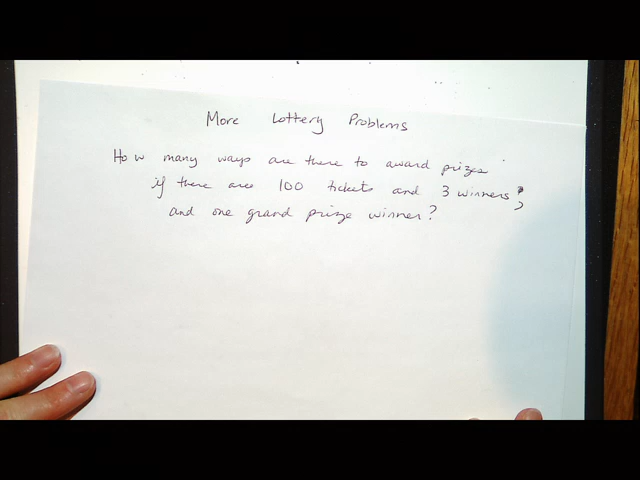 More Lottery Problems
How many ways are there to award prizes
if there are 100 tickets and 3 winners,
and one grand prize winner?